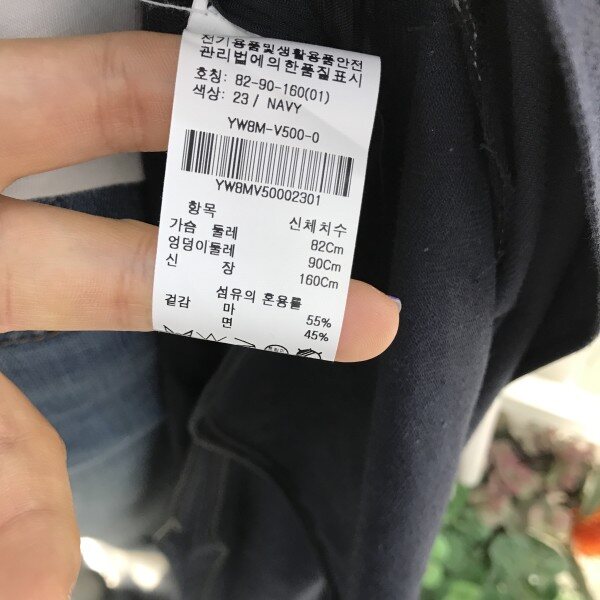 전기용품및생활용품안전
관리법에의한품질표시
호칭: 82-90-160(01)
색상: 23 / NAVY
YW8M-V500-0
YW8MV50002301
항목 신체치수
가슴 둘레 82Cm
엉덩이둘레 90Cm
신 장 160Cm
섬유의 혼용률
겉감 마 55%
면 45%